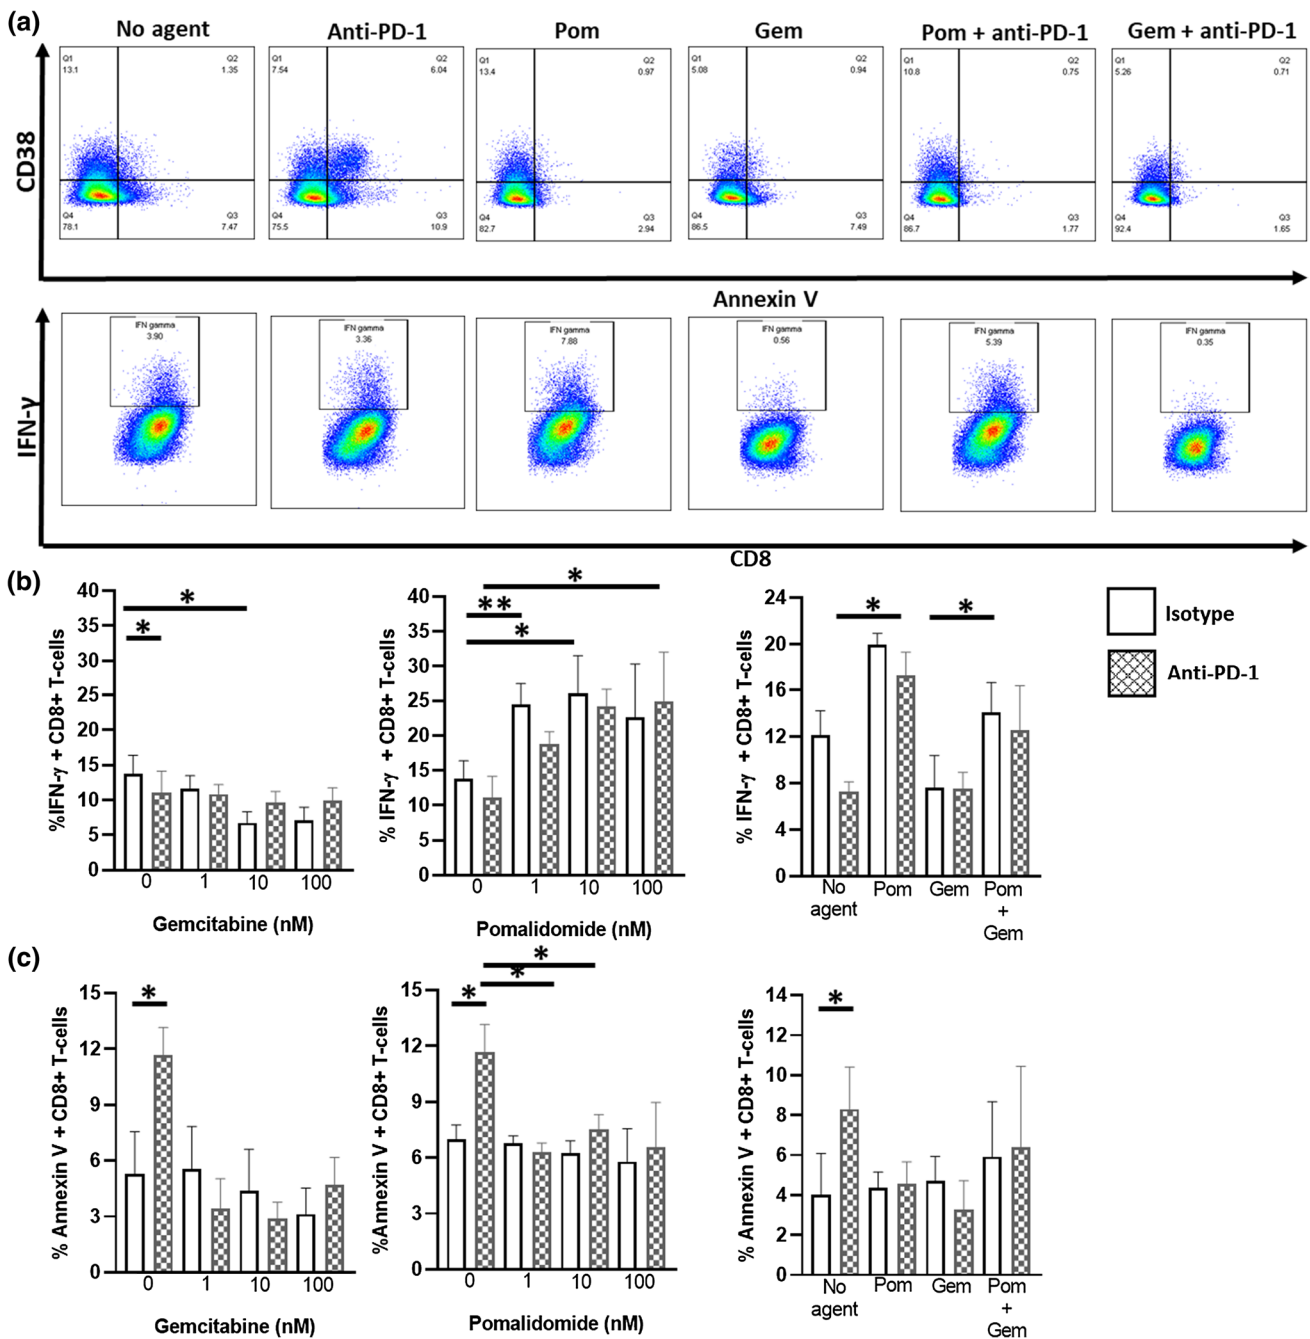 (a)
No agent
Anti-PD-1
Pom
Gem
Pom + anti-PD-1
Gem + anti-PD-1
CD38
Q1
13.1
Q2
1.35
Q4
78.1
Q3
7.47
Q1
7.54
Q2
6.04
Q4
75.5
Q3
10.9
Q1
13.4
Q2
0.97
Q4
82.7
Q3
2.94
Q1
5.08
Q2
0.94
Q4
86.5
Q3
7.49
Q1
10.8
Q2
0.75
Q4
86.7
Q3
1.77
Q1
5.26
Q2
0.71
Q4
92.4
Q3
1.65
Annexin V
IFN-γ
IFN gamma
3.90
IFN gamma
3.36
IFN gamma
7.88
IFN gamma
0.56
IFN gamma
5.39
IFN gamma
0.35
CD8
(b)
%IFN-γ + CD8+ T-cells
40
35
30
25
20
15
10
5
0
*
*
0
1
10
100
Gemcitabine (nM)
% IFN-γ + CD8+ T-cells
40
35
30
25
20
15
10
5
0
*
**
*
0
1
10
100
Pomalidomide (nM)
% IFN-γ + CD8+ T-cells
24
20
16
12
8
4
0
*
*
No
agent
Pom
Gem
Pom
+
Gem
Isotype
Anti-PD-1
(c)
% Annexin V + CD8+ T-cells
15
12
9
6
3
0
*
0
1
10
100
Gemcitabine (nM)
%Annexin V + CD8+ T-cells
15
12
9
6
3
0
*
*
*
0
1
10
100
Pomalidomide (nM)
% Annexin V + CD8+ T-cells
14
12
10
8
6
4
2
0
*
No
agent
Pom
Gem
Pom
+
Gem